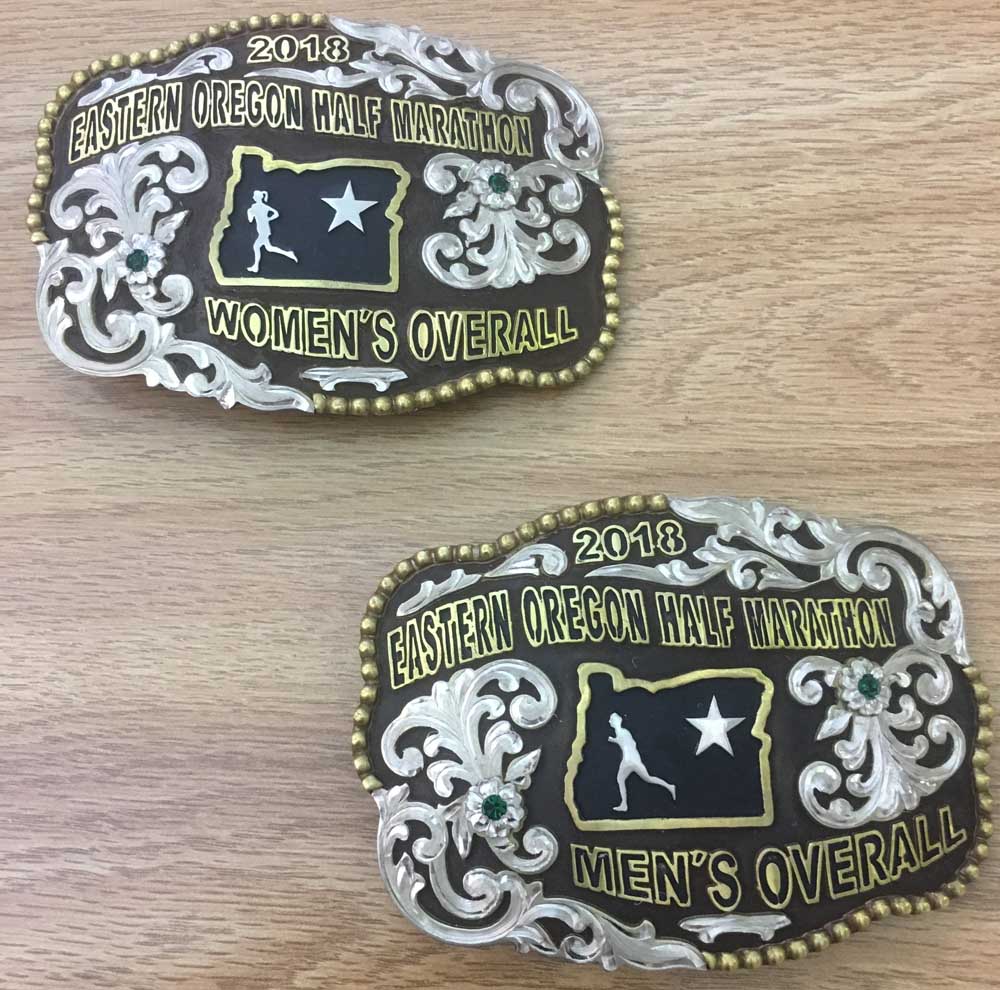 2018
EASTERN OREGON HALF MARATHON
WOMEN'S OVERALL
2018
EASTERN OREGON HALF MARATHON
MEN'S OVERALL